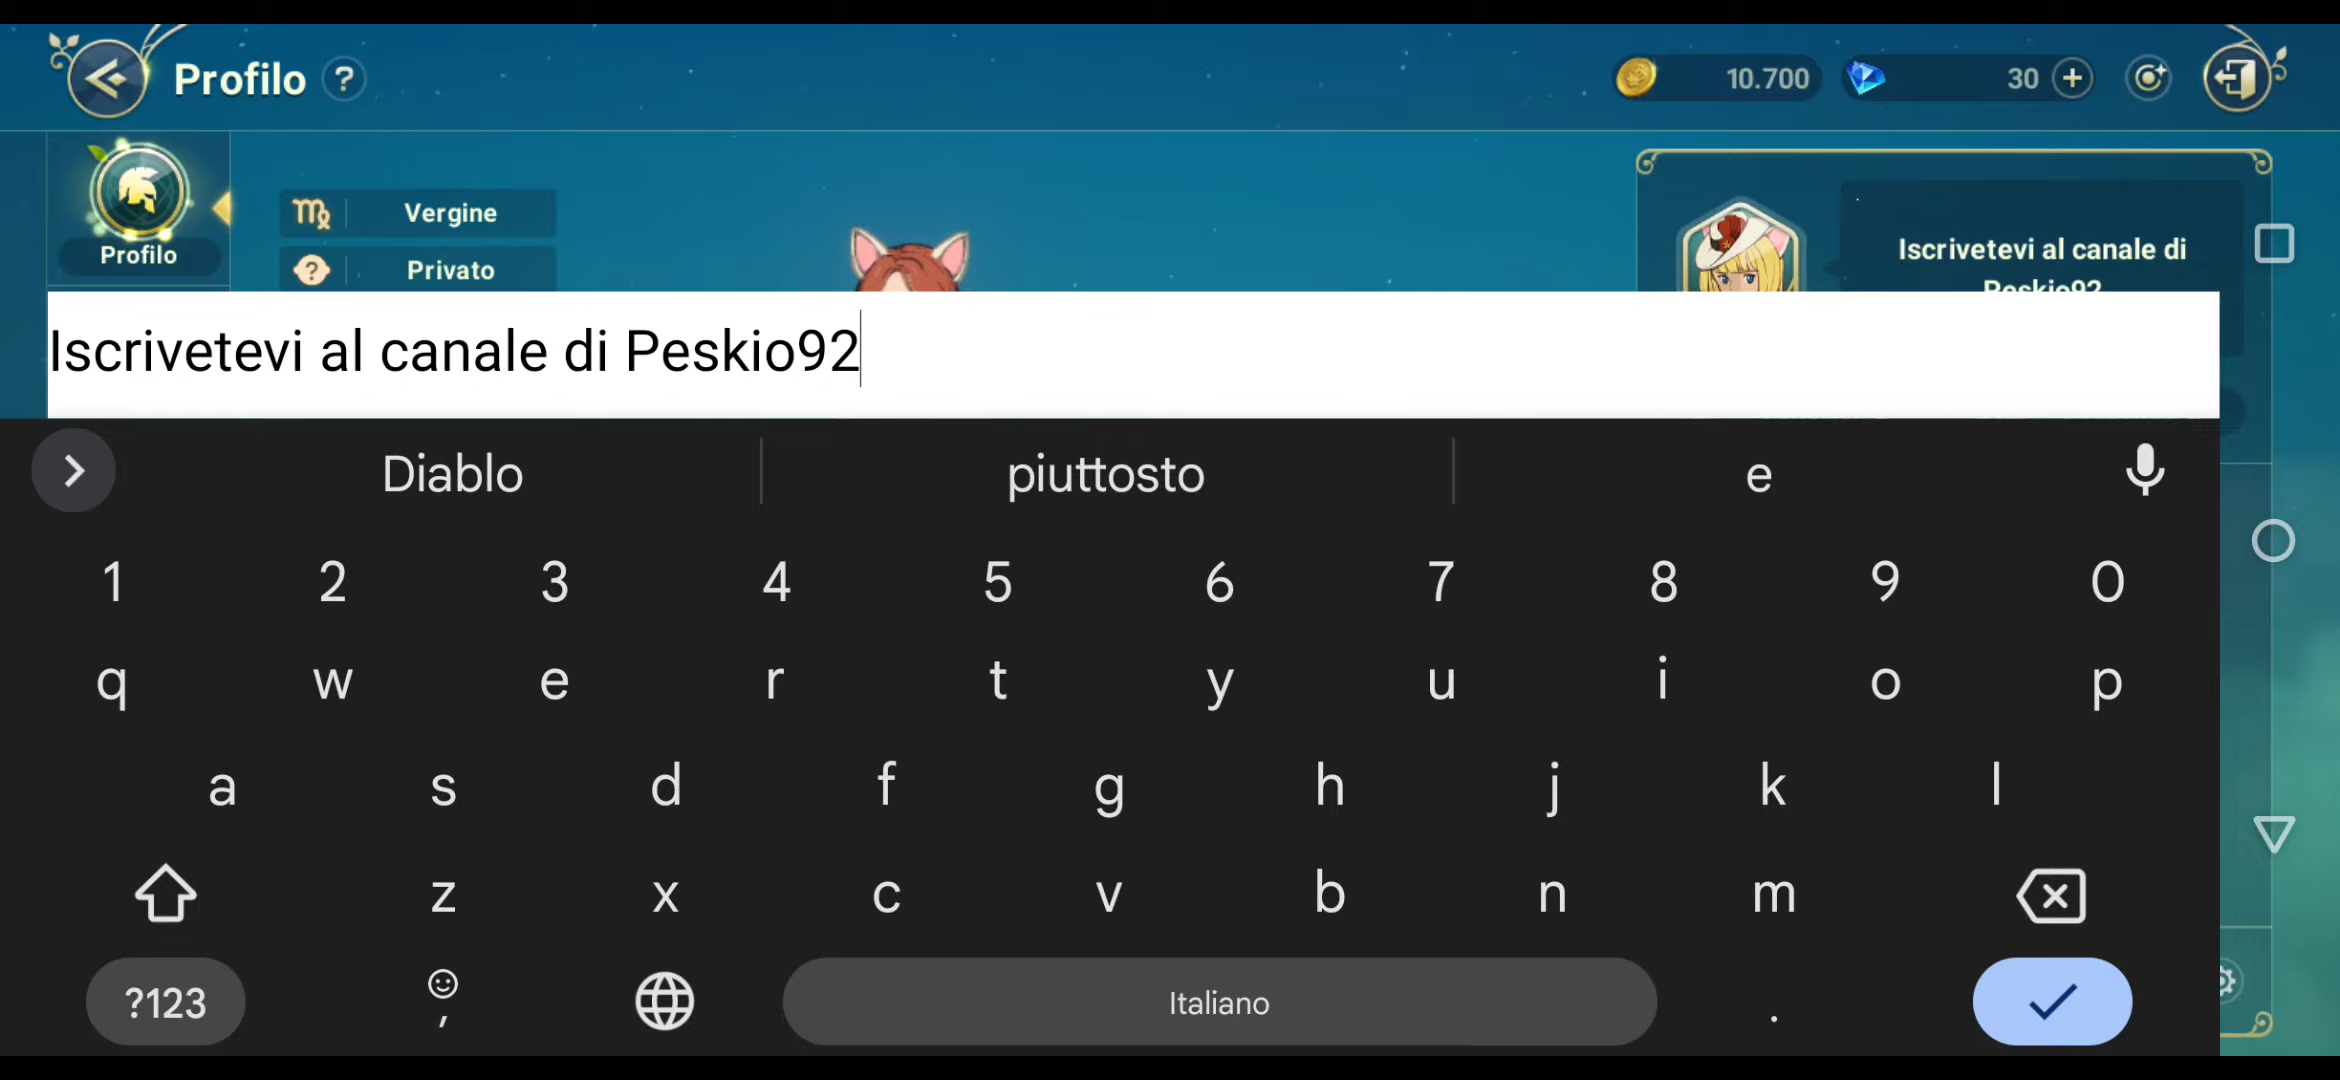 Profilo ?
10.700
30 +
Profilo
Vergine
Privato
Iscrivetevi al canale di
Peskio92
Iscrivetevi al canale di Peskio92
Diablo piuttosto e
1 2 3 4 5 6 7 8 9 0
q w e r t y u i o p
a s d f g h j k l
z x c v b n m
?123 , Italiano .